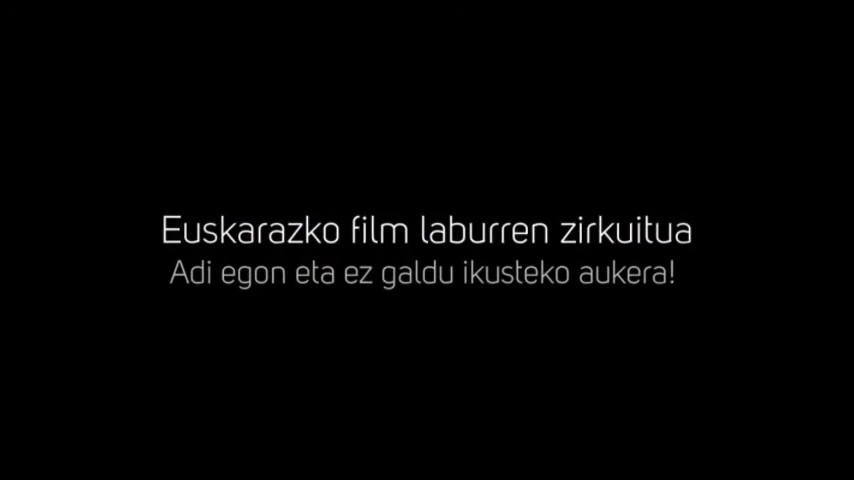 Euskarazko film laburren zirkuitua
Adi egon eta ez galdu ikusteko aukera!